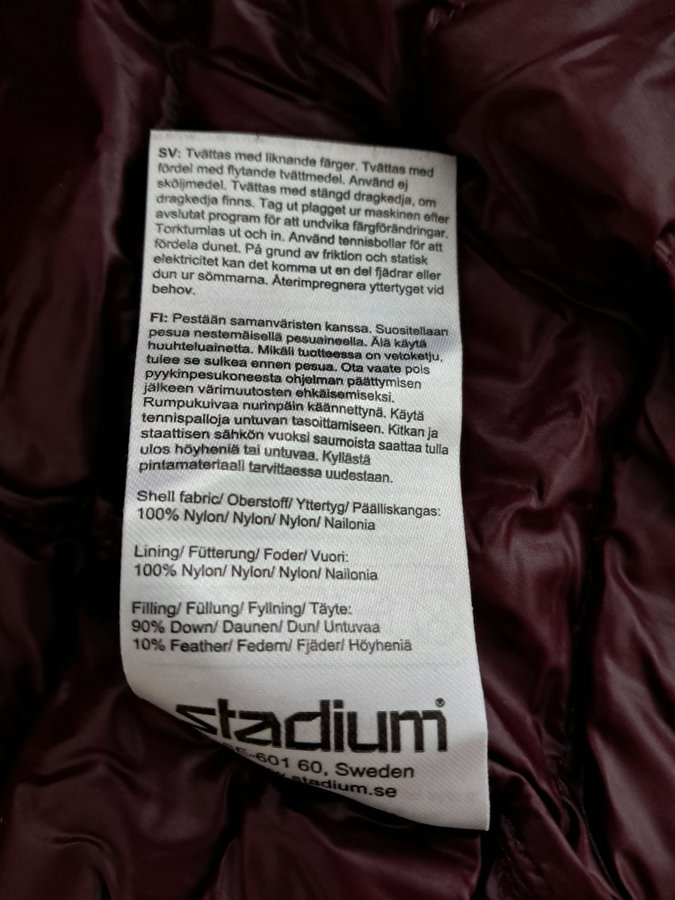 SV: Tvättas med liknande färger. Tvättas med
fördel med flytande tvättmedel. Använd ej
sköljmedel. Tvättas med stängd dragkedja, om
dragkedja finns. Tag ut plagget ur maskinen efter
avslutat program för att undvika färgförändringar.
Torktumlas ut och in. Använd tennisbollar för att
fördela dunet. På grund av friktion och statisk
elektricitet kan det komma ut en del fjädrar eller
dun ur sömmarna. Återimpregnera yttertyget vid
behov.
FI: Pestään samanväristen kanssa. Suositellaan
pesua nestemäisellä pesuaineella. Älä käytä
huuhteluainetta. Mikäli tuotteessa on vetoketju,
tulee se sulkea ennen pesua. Ota vaate pois
pyykinpesukoneesta ohjelman päättymisen
jälkeen värimuutosten ehkäisemiseksi.
Rumpukuivaa nurinpäin käännettynä. Käytä
tennispalloja untuvan tasoittamiseen. Kitkan ja
staattisen sähkön vuoksi saumoista saattaa tulla
ulos höyheniä tai untuvaa. Kyllästä
pintamateriaali tarvittaessa uudestaan.
Shell fabric/ Oberstoff/ Yttertyg/ Päälliskangas:
100% Nylon/ Nylon/ Nylon/ Nailonia
Lining/ Fütterung/ Foder/ Vuori:
100% Nylon/ Nylon/ Nylon/ Nailonia
Filling/ Füllung/ Fyllning/ Täyte:
90% Down/ Daunen/ Dun/ Untuvaa
10% Feather/ Federn/ Fjäder/ Höyheniä
stadium®
SE-601 60, Sweden
stadium.se